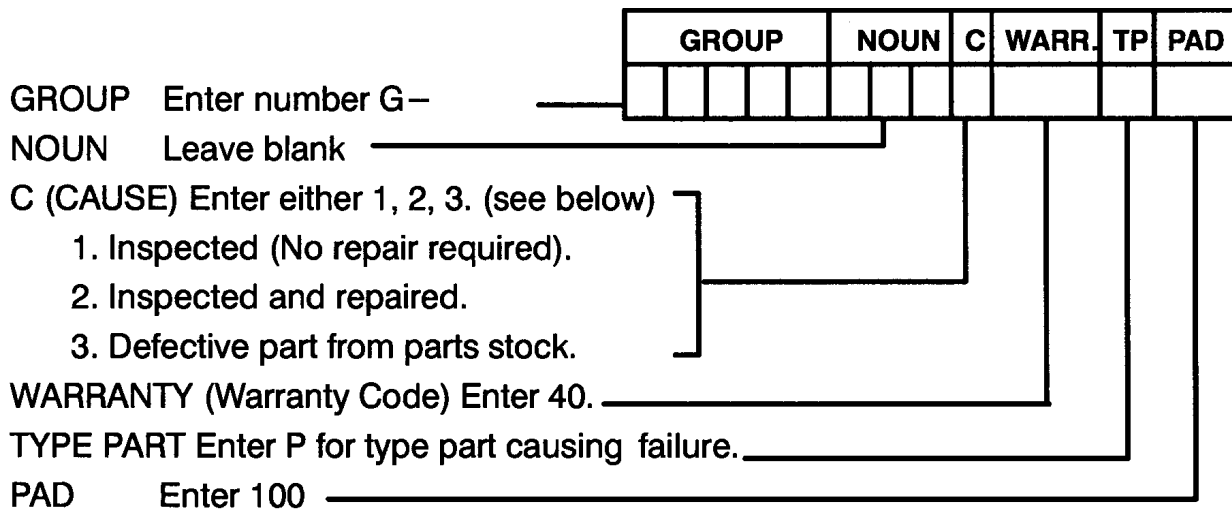 GROUP NOUN C WARR. TP PAD
GROUP Enter number G–
NOUN Leave blank
C (CAUSE) Enter either 1, 2, 3. (see below)
1. Inspected (No repair required).
2. Inspected and repaired.
3. Defective part from parts stock.
WARRANTY (Warranty Code) Enter 40.
TYPE PART Enter P for type part causing failure.
PAD Enter 100